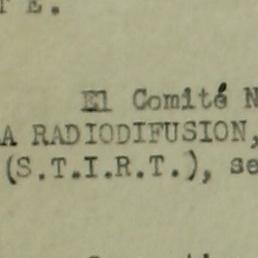 T E.
El Comité N
A RADIODIFUSION,
(S.T.I.R.T.), se